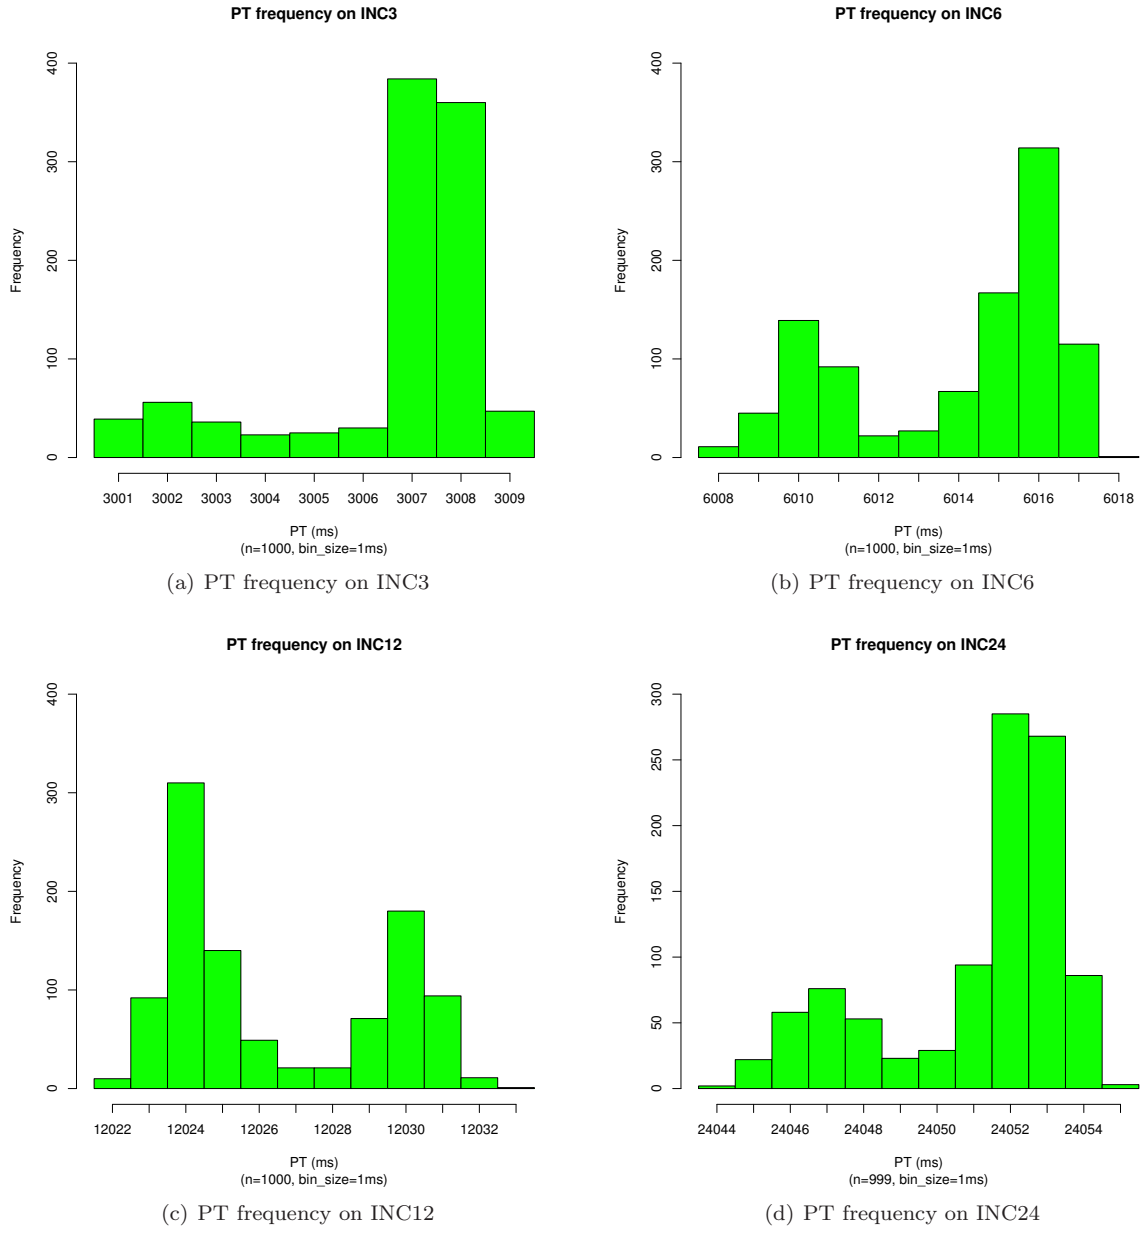 PT frequency on INC3
400
300
200
100
0
Frequency
3001 3002 3003 3004 3005 3006 3007 3008 3009
PT (ms)
(n=1000, bin_size=1ms)
(a) PT frequency on INC3
PT frequency on INC6
400
300
200
100
0
Frequency
6008 6010 6012 6014 6016 6018
PT (ms)
(n=1000, bin_size=1ms)
(b) PT frequency on INC6
PT frequency on INC12
400
300
200
100
0
Frequency
12022 12024 12026 12028 12030 12032
PT (ms)
(n=1000, bin_size=1ms)
(c) PT frequency on INC12
PT frequency on INC24
300
250
200
150
100
50
0
Frequency
24044 24046 24048 24050 24052 24054
PT (ms)
(n=999, bin_size=1ms)
(d) PT frequency on INC24